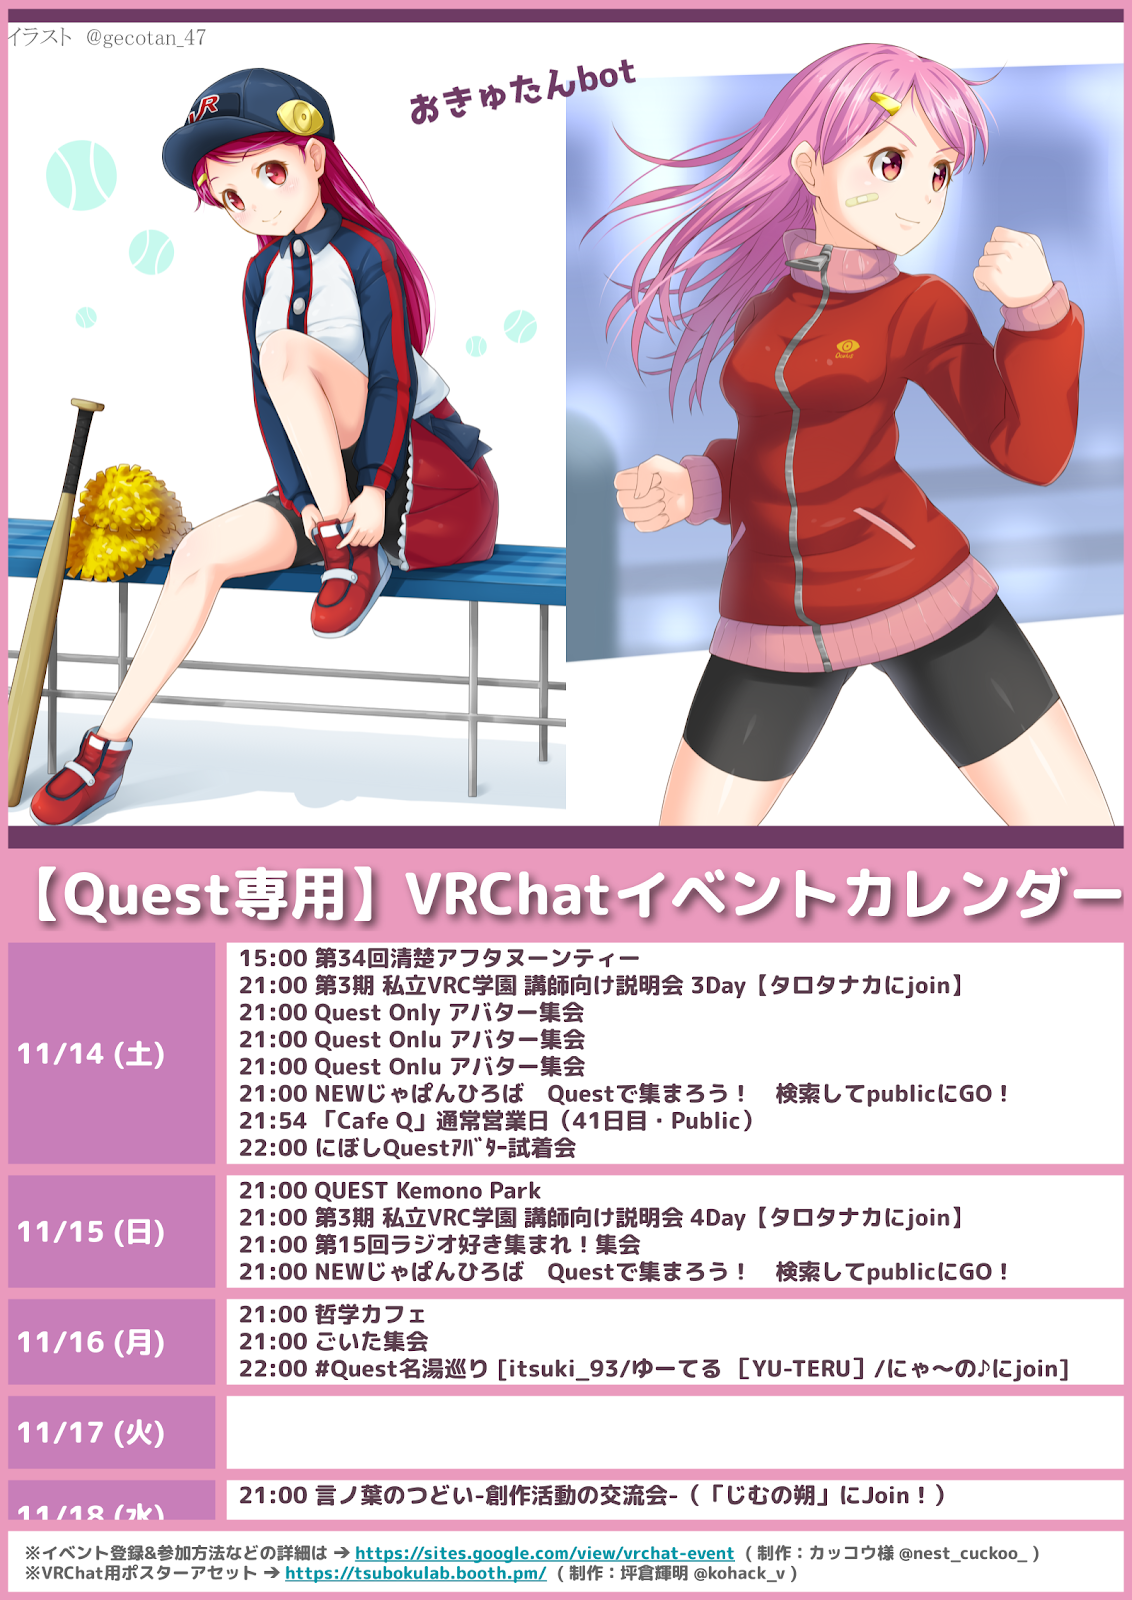 イラスト　@gecotan_47
おきゅたんbot
VR
Quest
【Quest専用】VRChatイベントカレンダー
11/14 (土)
15:00 第34回清楚アフタヌーンティー
21:00 第3期 私立VRC学園 講師向け説明会 3Day【タロタナカにjoin】
21:00 Quest Only アバター集会
21:00 Quest Onlu アバター集会
21:00 Quest Onlu アバター集会
21:00 NEWじゃぱんひろば　Questで集まろう！　検索してpublicにGO！
21:54 「Cafe Q」通常営業日（41日目・Public）
22:00 にぼしQuestｱﾊﾞﾀｰ試着会
11/15 (日)
21:00 QUEST Kemono Park
21:00 第3期 私立VRC学園 講師向け説明会 4Day【タロタナカにjoin】
21:00 第15回ラジオ好き集まれ！集会
21:00 NEWじゃぱんひろば　Questで集まろう！　検索してpublicにGO！
11/16 (月)
21:00 哲学カフェ
21:00 ごいた集会
22:00 #Quest名湯巡り [itsuki_93/ゆーてる ［YU-TERU］/にゃ～の♪にjoin]
11/17 (火)
11/18 (水)
21:00 言ノ葉のつどい-創作活動の交流会-（「じむの朔」にJoin！）
※イベント登録&参加方法などの詳細は → https://sites.google.com/view/vrchat-event ( 制作：カッコウ様 @nest_cuckoo_ )
※VRChat用ポスターアセット → https://tsubokulab.booth.pm/ ( 制作：坪倉輝明 @kohack_v )